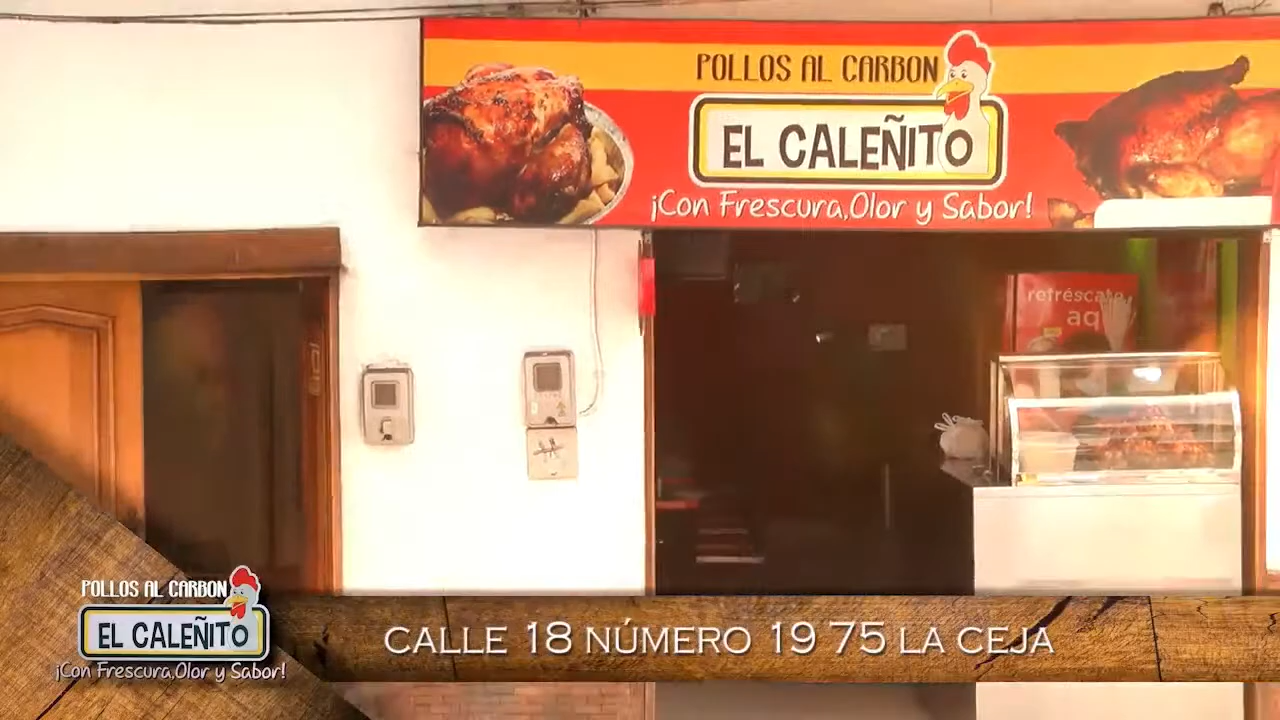 POLLOS AL CARBON
EL CALEÑITO
¡Con Frescura,Olor y Sabor!
refréscate
aquí
POLLOS AL CARBON
EL CALEÑITO
¡Con Frescura,Olor y Sabor!
CALLE 18 NÚMERO 19 75 LA CEJA